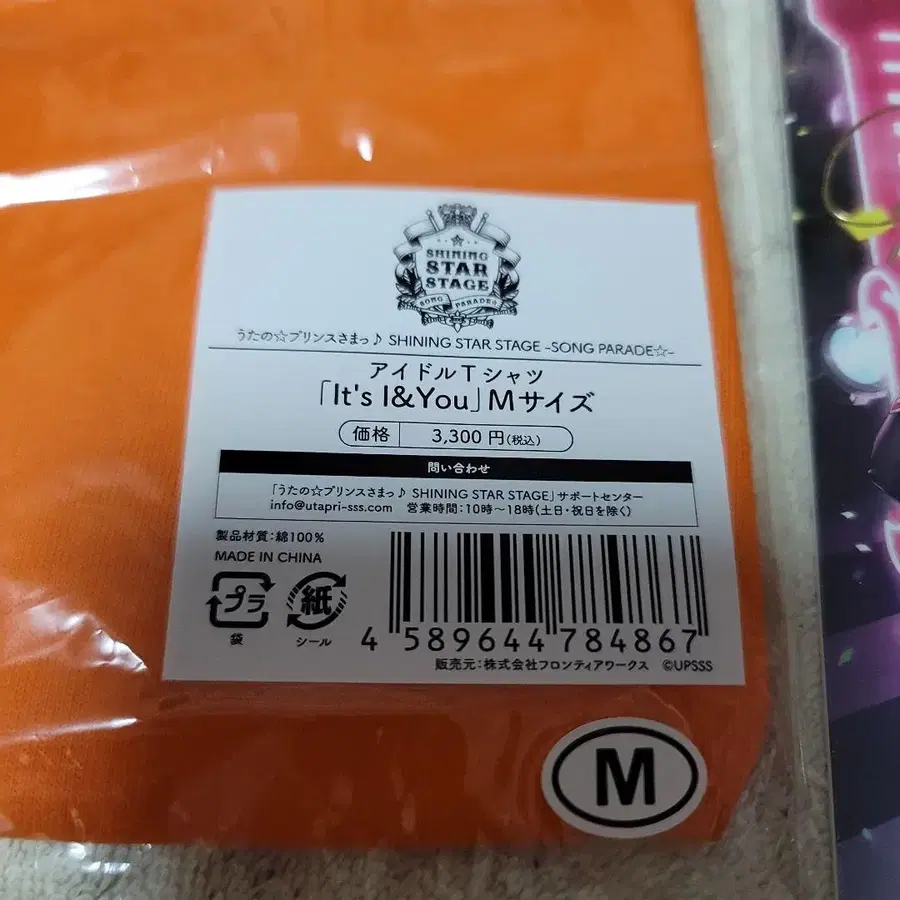 SHINING
STAR
STAGE
SONG PARADE☆
うたの☆プリンスさまっ♪ SHINING STAR STAGE -SONG PARADE☆-
アイドルTシャツ
「It's I&You」Mサイズ
価格 3,300 円(税込)
問い合わせ
「うたの☆プリンスさまっ♪ SHINING STAR STAGE」サポートセンター
info@utapri-sss.com 営業時間:10時～18時(土日・祝日を除く)
製品材質:綿100%
MADE IN CHINA
プラ 紙
袋 シール
4 589644 784867
販売元:株式会社フロンティアワークス ©UPSSS
M